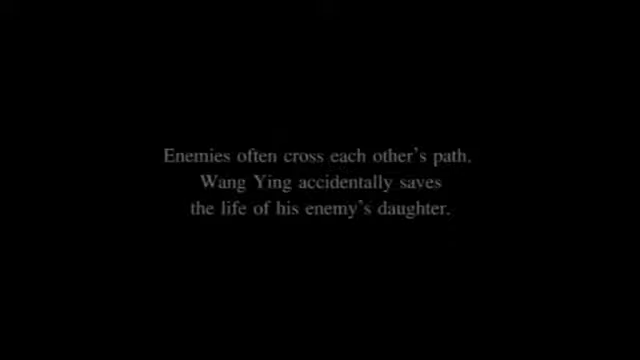 Enemies often cross each other's path.
Wang Ying accidentally saves
the life of his enemy's daughter.